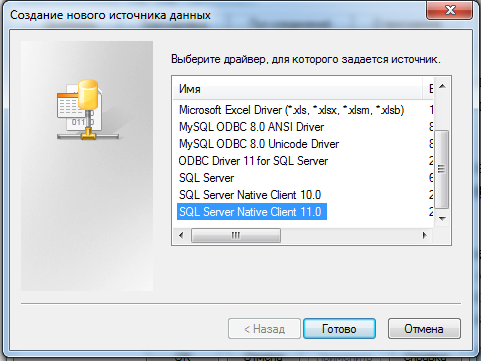 Создание нового источника данных
Выберите драйвер, для которого задается источник.
Имя
Microsoft Excel Driver (*.xls, *.xlsx, *.xlsm, *.xlsb) 1
MySQL ODBC 8.0 ANSI Driver 8
MySQL ODBC 8.0 Unicode Driver 8
ODBC Driver 11 for SQL Server 2
SQL Server 6
SQL Server Native Client 10.0 2
SQL Server Native Client 11.0 2
< Назад Готово Отмена